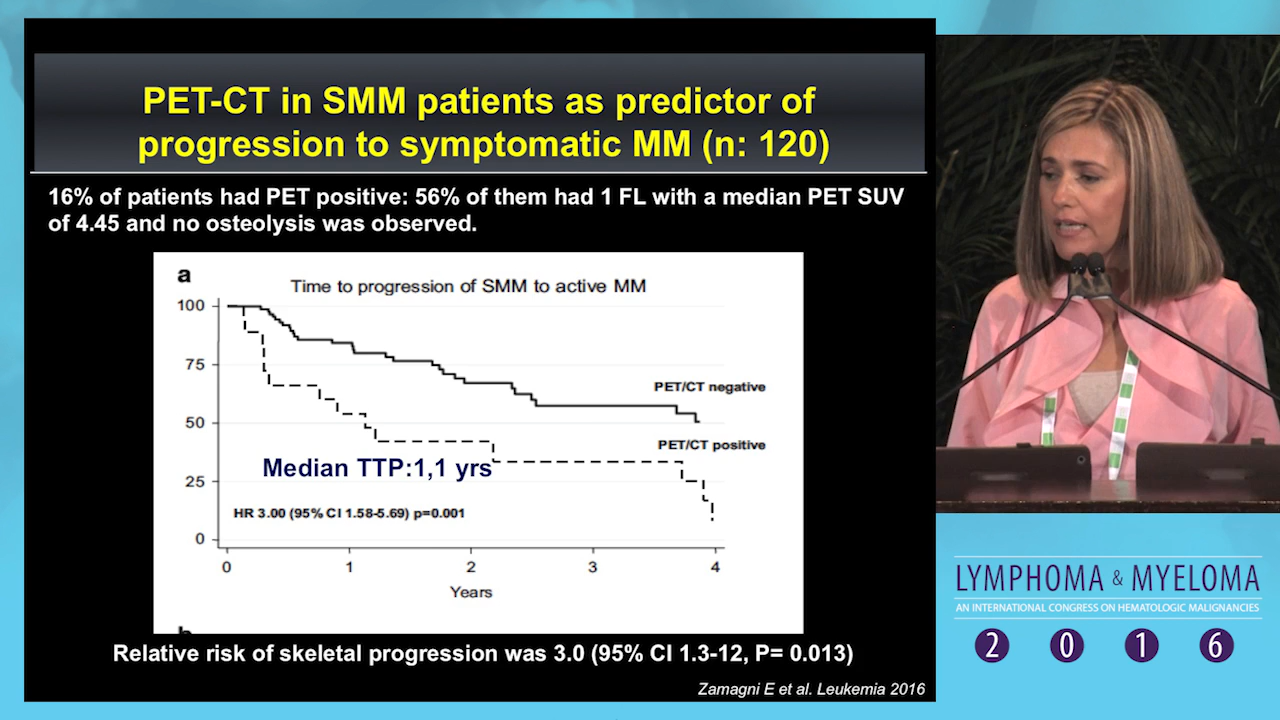 PET-CT in SMM patients as predictor of
progression to symptomatic MM (n: 120)
16% of patients had PET positive: 56% of them had 1 FL with a median PET SUV
of 4.45 and no osteolysis was observed.
a
Time to progression of SMM to active MM
100
75
50
25
0
PET/CT negative
PET/CT positive
Median TTP:1,1 yrs
HR 3.00 (95% CI 1.58-5.69) p=0.001
0 1 2 3 4
Years
Relative risk of skeletal progression was 3.0 (95% CI 1.3-12, P= 0.013)
Zamagni E et al. Leukemia 2016
LYMPHOMA & MYELOMA
AN INTERNATIONAL CONGRESS ON HEMATOLOGIC MALIGNANCIES
2 0 1 6